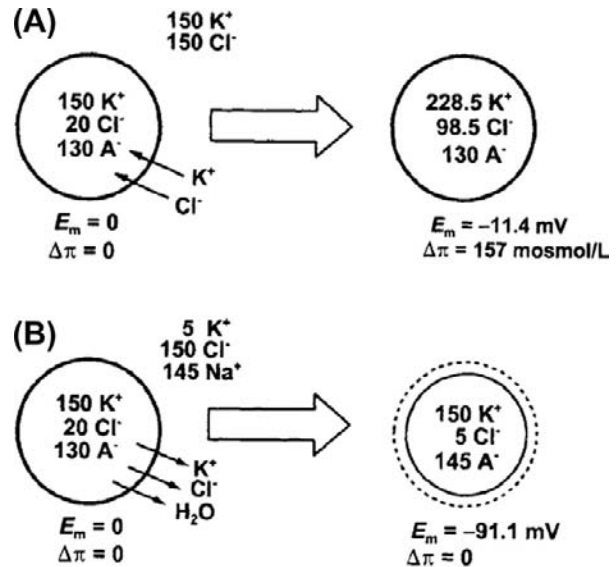 (A)
150 K⁺
150 Cl⁻
150 K⁺
20 Cl⁻
130 A⁻
K⁺
Cl⁻
Eₘ = 0
Δπ = 0
228.5 K⁺
98.5 Cl⁻
130 A⁻
Eₘ = −11.4 mV
Δπ = 157 mosmol/L
(B)
5 K⁺
150 Cl⁻
145 Na⁺
150 K⁺
20 Cl⁻
130 A⁻
K⁺
Cl⁻
H₂O
Eₘ = 0
Δπ = 0
150 K⁺
5 Cl⁻
145 A⁻
Eₘ = −91.1 mV
Δπ = 0